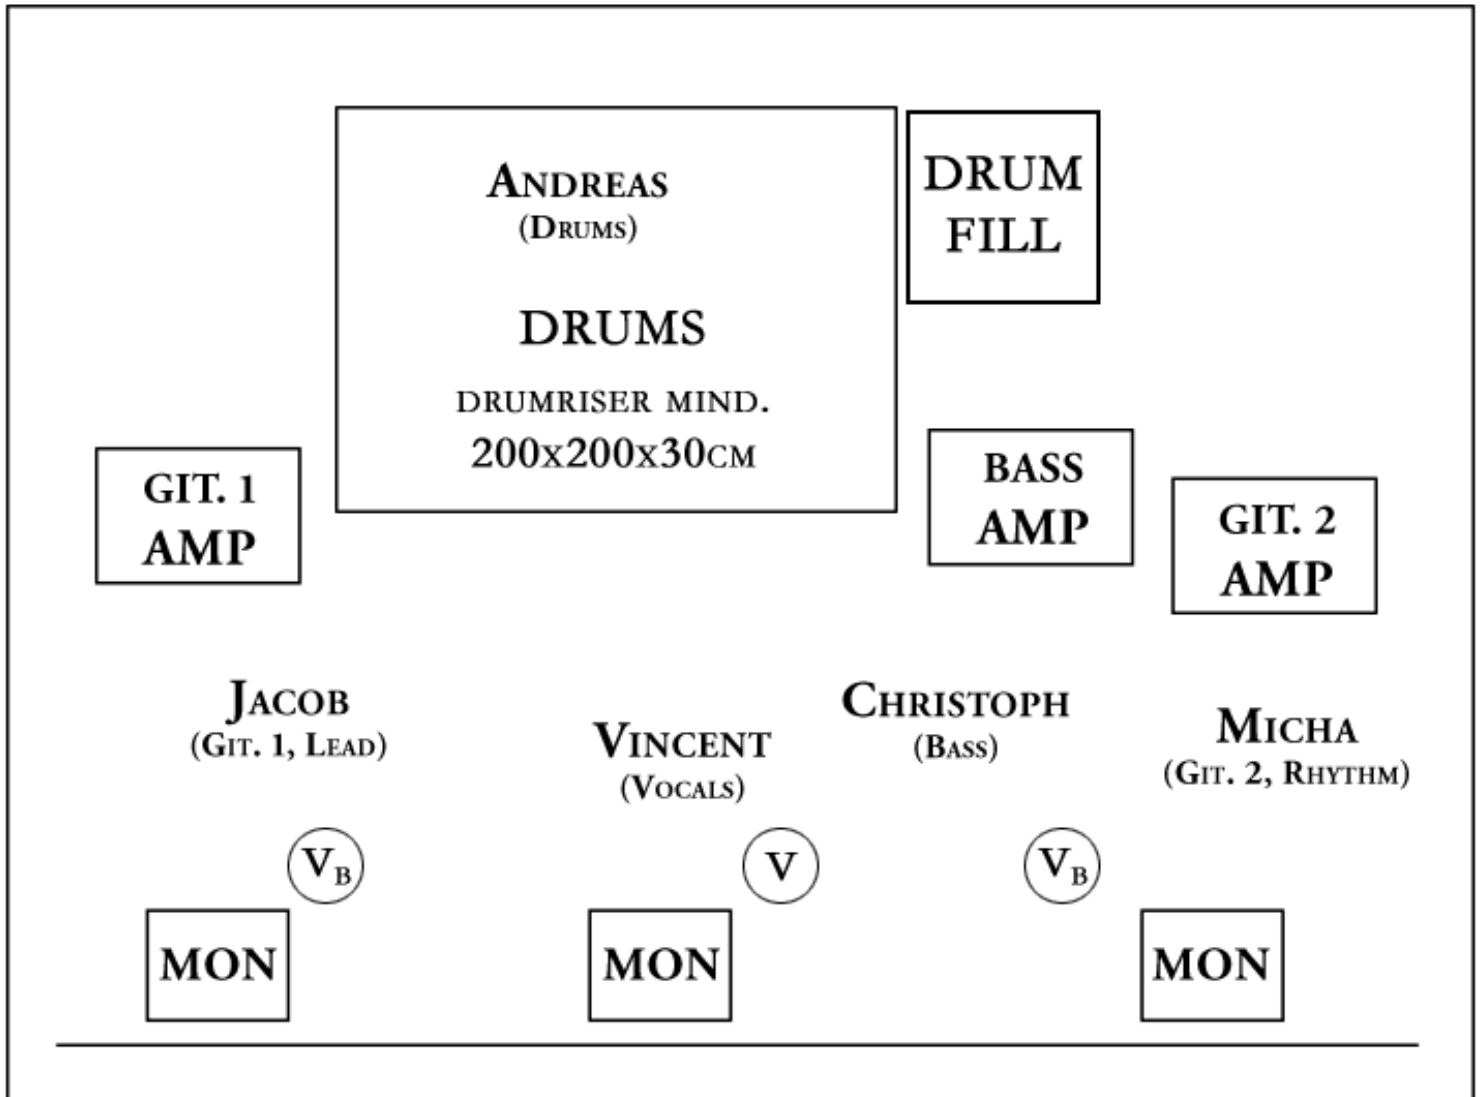 Andreas
(Drums)
DRUM
FILL
DRUMS
drumriser mind.
200x200x30cm
GIT. 1
AMP
BASS
AMP
GIT. 2
AMP
Jacob
(Git. 1, Lead)
Vincent
(Vocals)
Christoph
(Bass)
Micha
(Git. 2, Rhythm)
VB
V
VB
MON
MON
MON